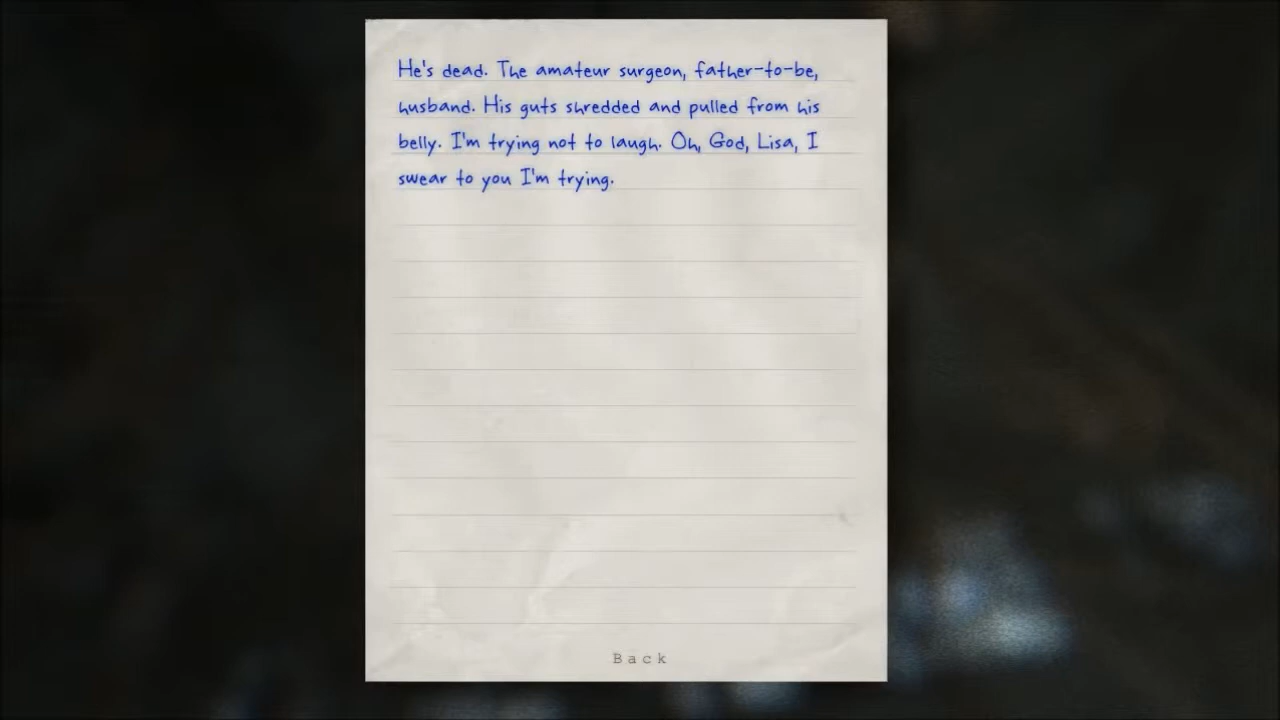 He's dead. The amateur surgeon, father-to-be,
husband. His guts shredded and pulled from his
belly. I'm trying not to laugh. Oh, God, Lisa, I
swear to you I'm trying.
Back